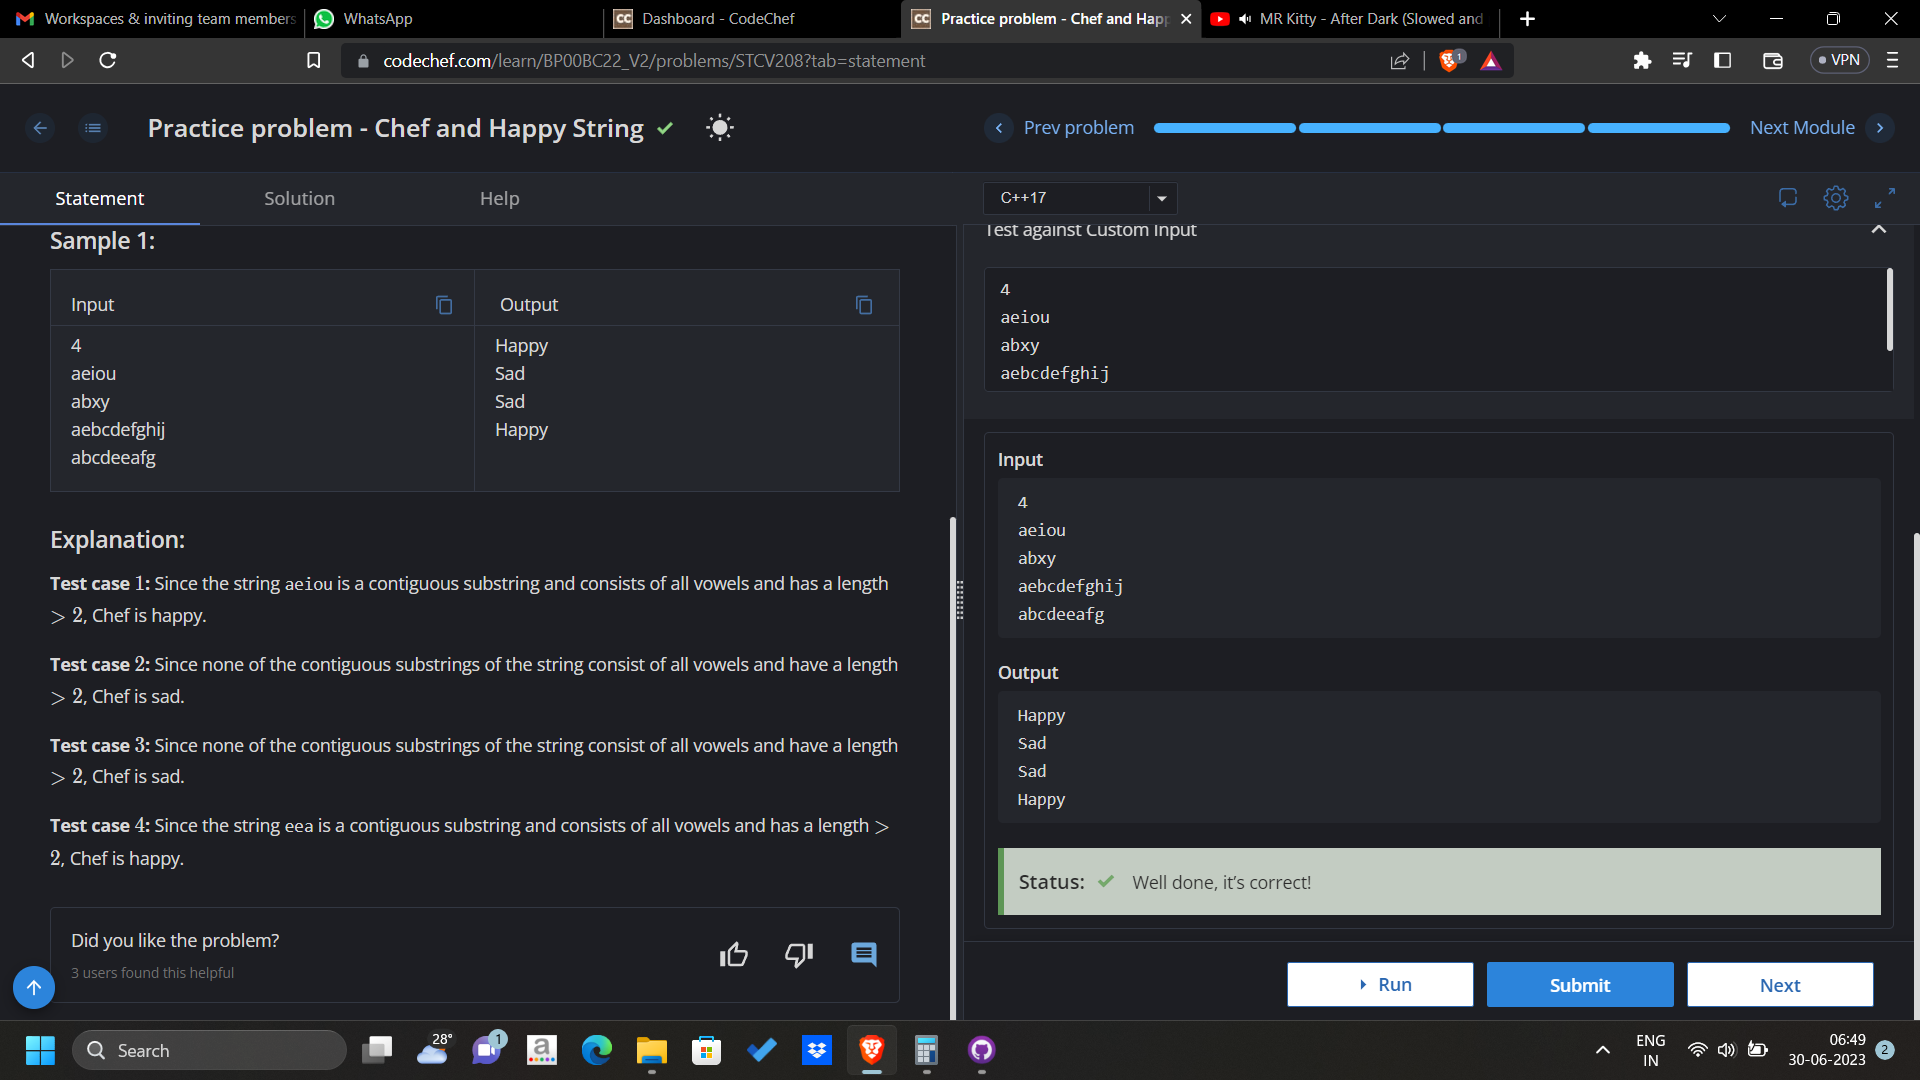 Workspaces & inviting team members
WhatsApp
CC Dashboard - CodeChef
CC Practice problem - Chef and Happ
MR Kitty - After Dark (Slowed and
codechef.com/learn/BP00BC22_V2/problems/STCV208?tab=statement
1
VPN
Practice problem - Chef and Happy String
Prev problem
Next Module
Statement
Solution
Help
C++17
Sample 1:
Input
Output
4
aeiou
abxy
aebcdefghij
abcdeeafg
Happy
Sad
Sad
Happy
Explanation:
Test case 1: Since the string aeiou is a contiguous substring and consists of all vowels and has a length
> 2, Chef is happy.
Test case 2: Since none of the contiguous substrings of the string consist of all vowels and have a length
> 2, Chef is sad.
Test case 3: Since none of the contiguous substrings of the string consist of all vowels and have a length
> 2, Chef is sad.
Test case 4: Since the string eea is a contiguous substring and consists of all vowels and has a length >
2, Chef is happy.
Did you like the problem?
3 users found this helpful
Test against Custom Input
4
aeiou
abxy
aebcdefghij
Input
4
aeiou
abxy
aebcdefghij
abcdeeafg
Output
Happy
Sad
Sad
Happy
Status: Well done, it's correct!
Run
Submit
Next
Search
28°
1
a
ENG
IN
06:49
30-06-2023
2